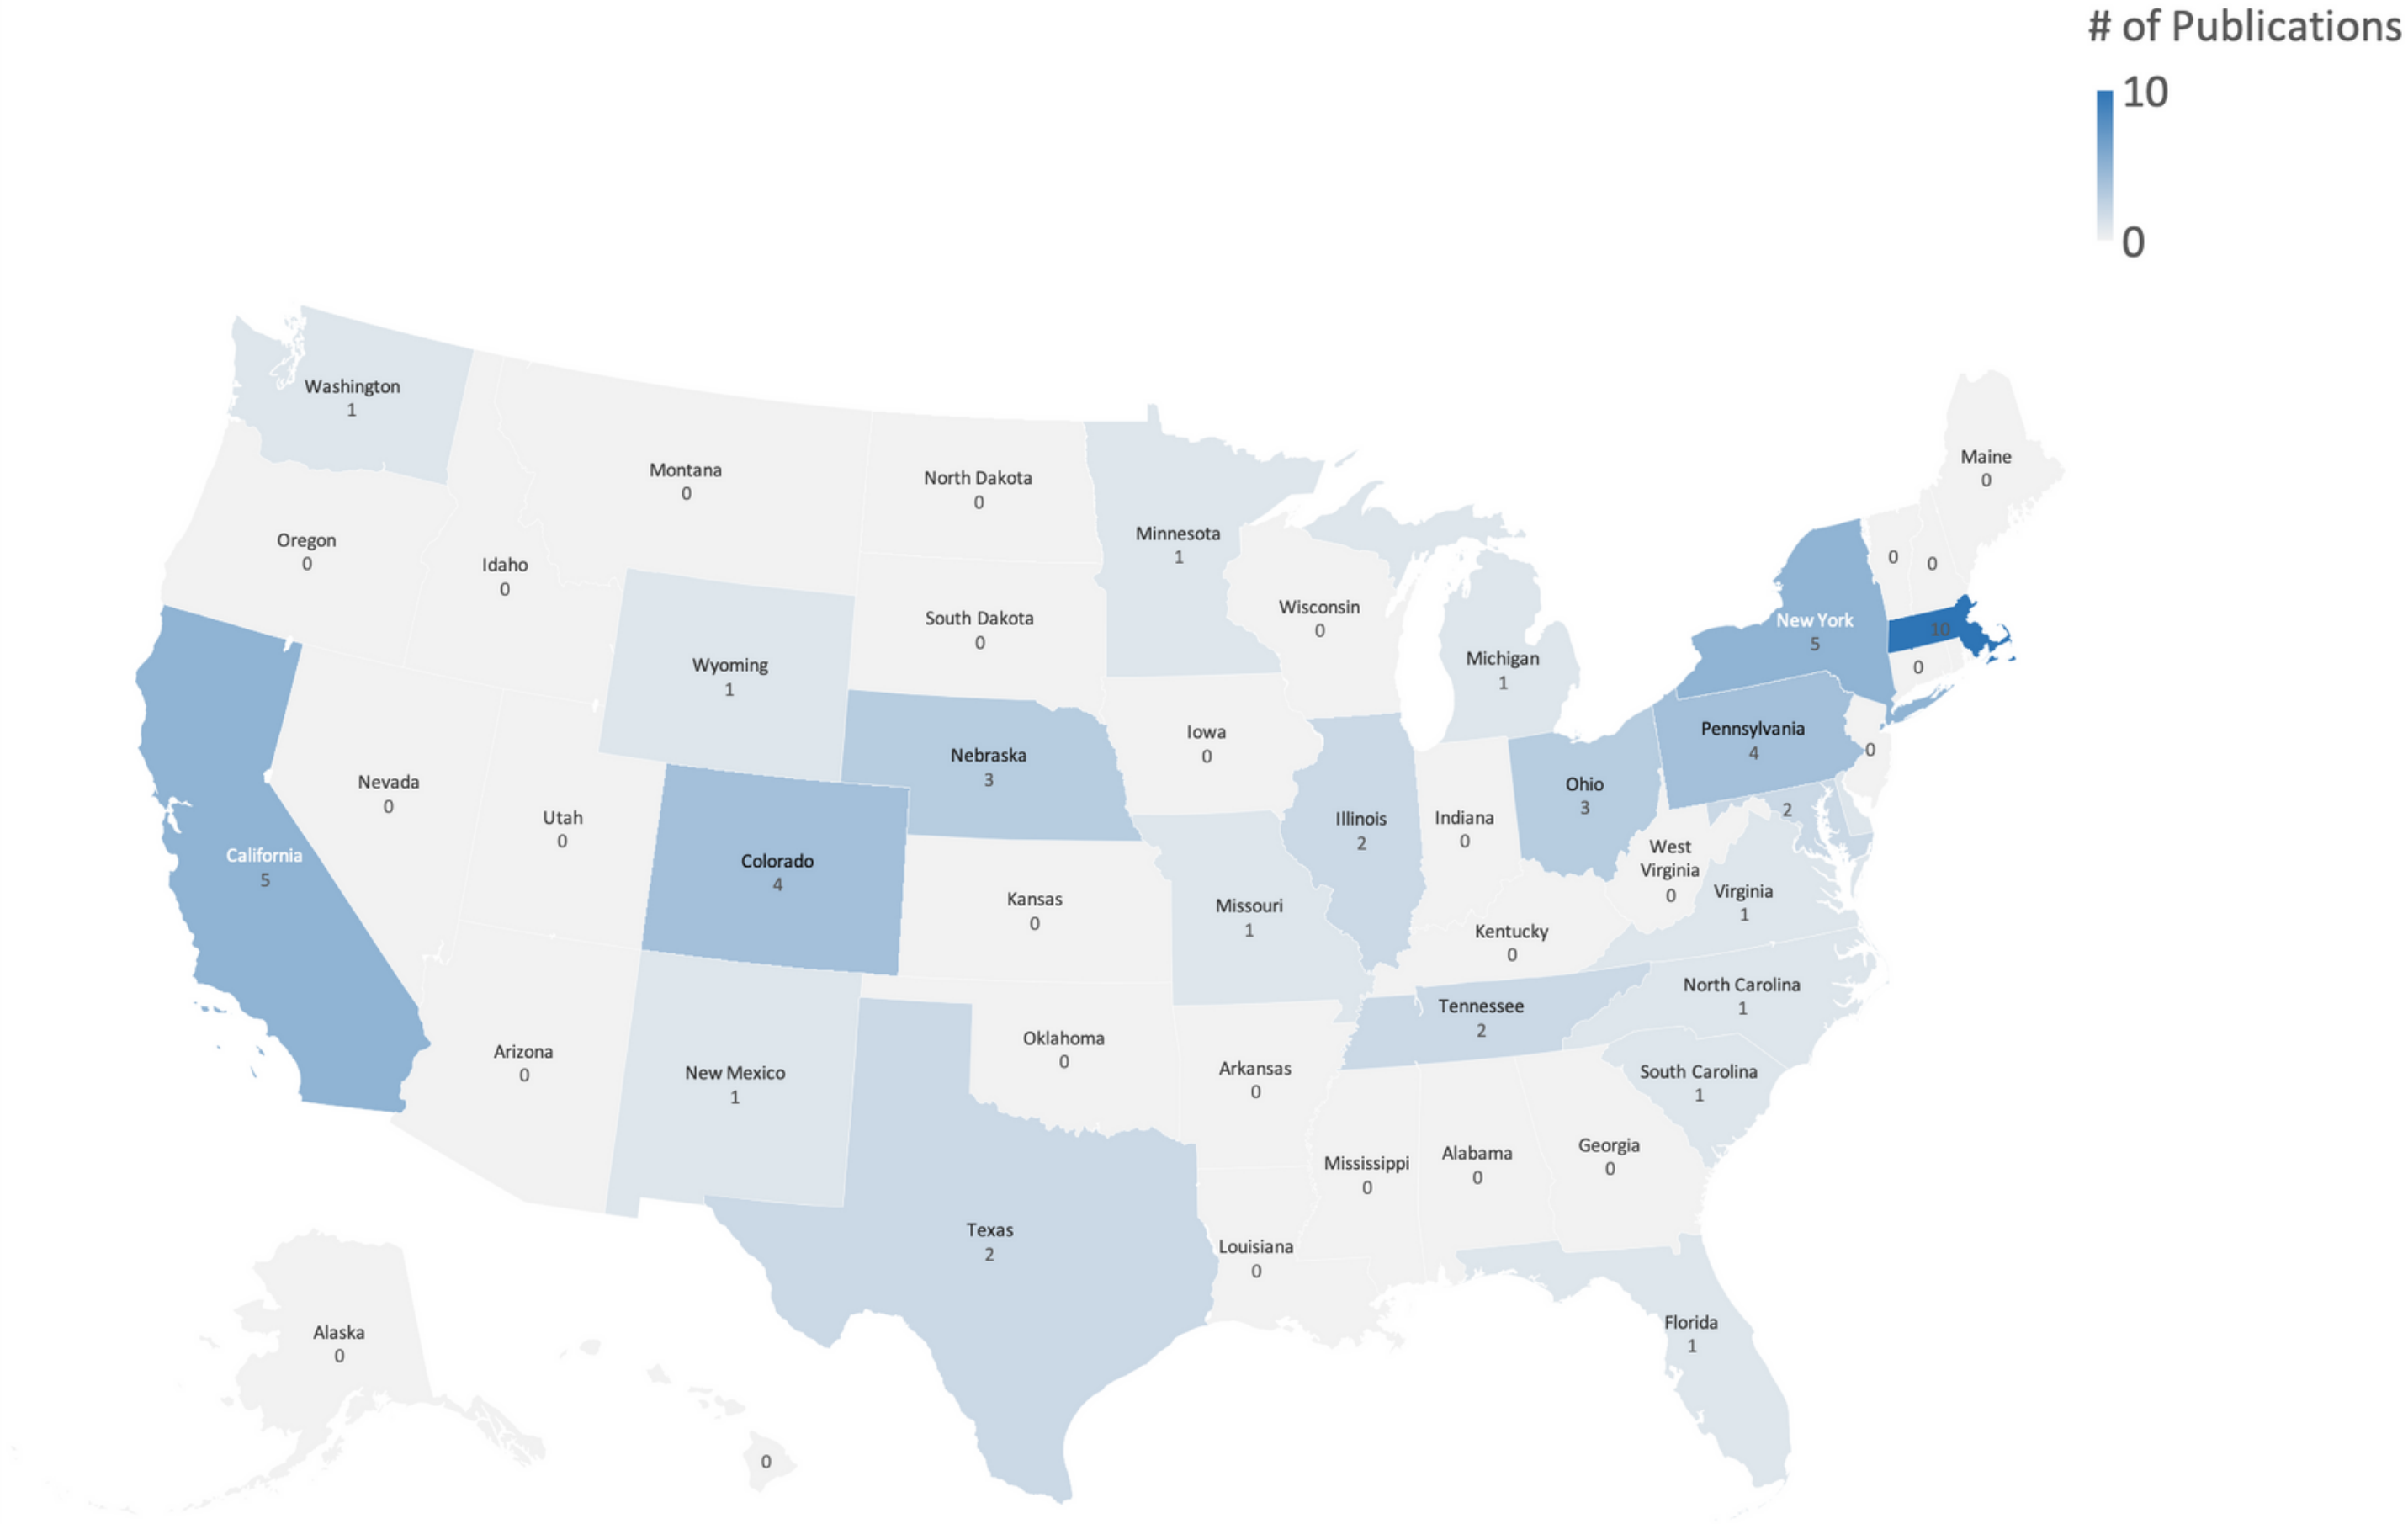 # of Publications
10
0
Washington
1
Montana
0
North Dakota
0
Minnesota
1
Maine
0
Oregon
0
Idaho
0
Wisconsin
0
0
0
South Dakota
0
New York
5
10
Wyoming
1
Michigan
1
0
Iowa
0
Pennsylvania
4
0
Nebraska
3
Nevada
0
Utah
0
Ohio
3
Illinois
2
Indiana
0
2
California
5
Colorado
4
West
Virginia
0
Virginia
1
Kansas
0
Missouri
1
Kentucky
0
North Carolina
1
Tennessee
2
Arizona
0
New Mexico
1
Oklahoma
0
Arkansas
0
South Carolina
1
Mississippi
0
Alabama
0
Georgia
0
Texas
2
Louisiana
0
Florida
1
Alaska
0
0